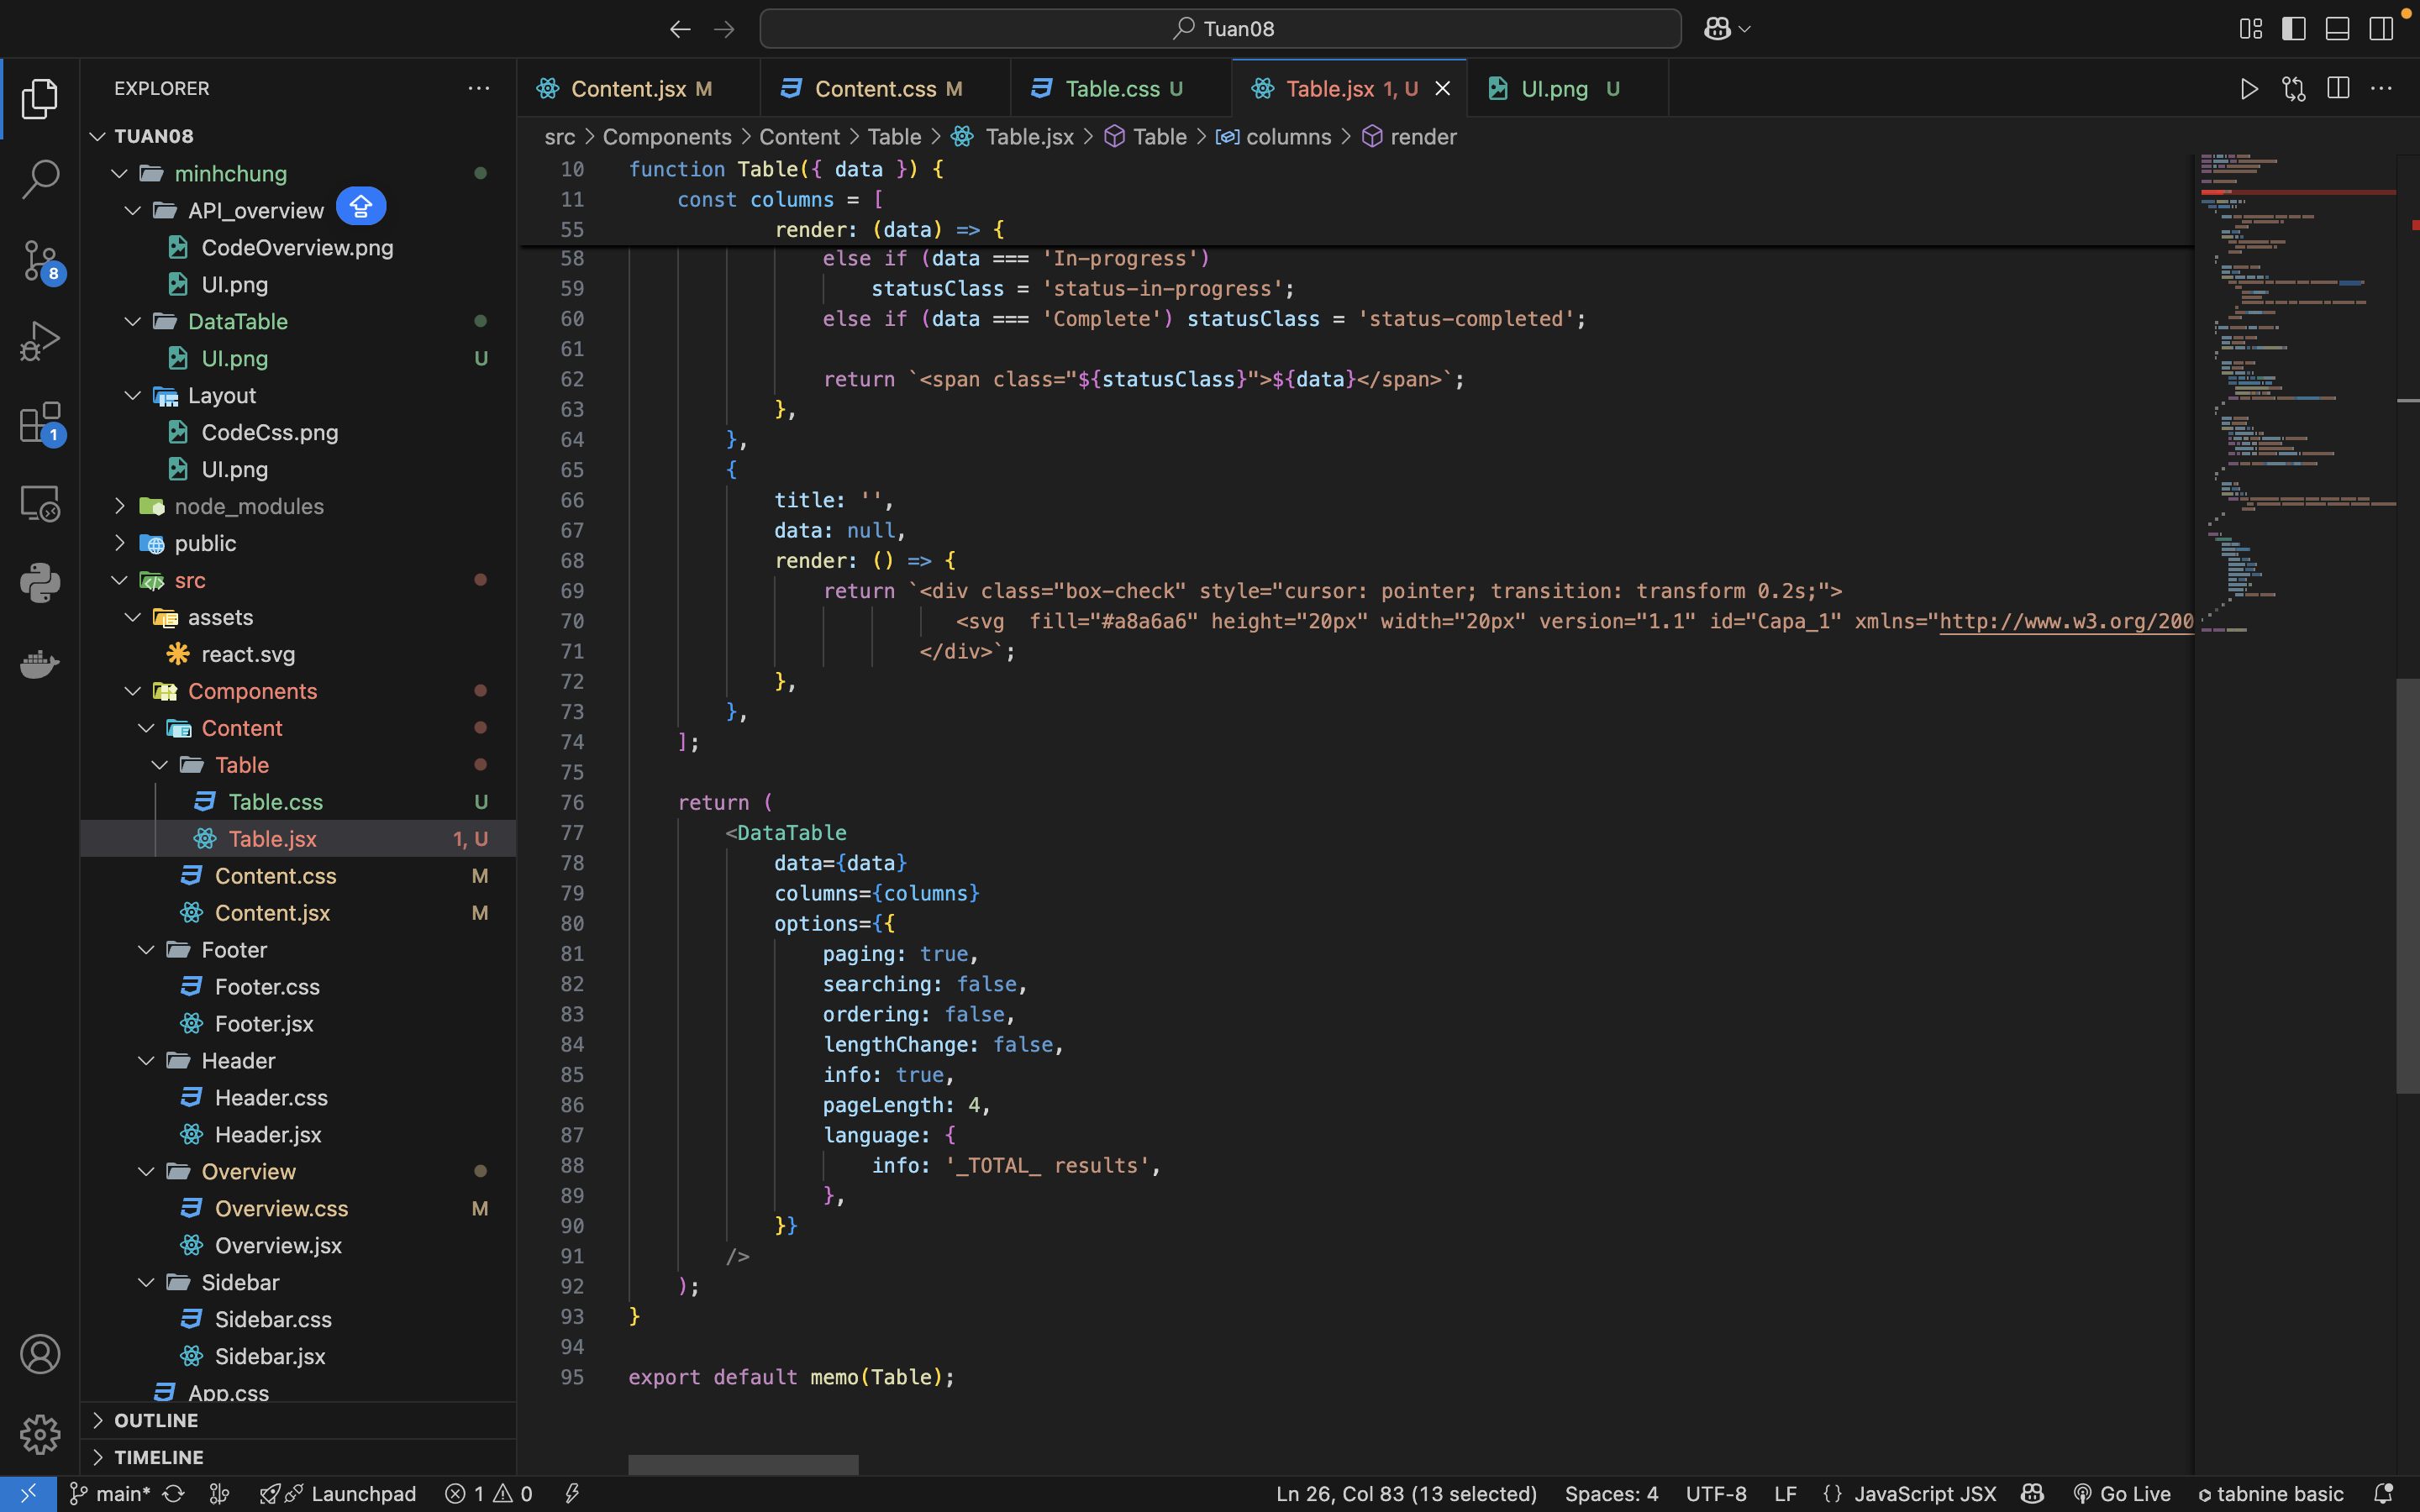 Tuan08
EXPLORER
TUAN08
minhchung
API_overview
CodeOverview.png
UI.png
DataTable
UI.png U
Layout
CodeCss.png
UI.png
node_modules
public
src
assets
react.svg
Components
Content
Table
Table.css U
Table.jsx 1, U
Content.css M
Content.jsx M
Footer
Footer.css
Footer.jsx
Header
Header.css
Header.jsx
Overview
Overview.css M
Overview.jsx
Sidebar
Sidebar.css
Sidebar.jsx
App.css
OUTLINE
TIMELINE
8
1
Content.jsx M Content.css M Table.css U Table.jsx 1, U UI.png U
src > Components > Content > Table > Table.jsx > Table > columns > render
10 function Table({ data }) {
11 const columns = [
55 render: (data) => {
58 else if (data === 'In-progress')
59 statusClass = 'status-in-progress';
60 else if (data === 'Complete') statusClass = 'status-completed';
61
62 return `<span class="${statusClass}">${data}</span>`;
63 },
64 },
65 {
66 title: '',
67 data: null,
68 render: () => {
69 return `<div class="box-check" style="cursor: pointer; transition: transform 0.2s;">
70 <svg  fill="#a8a6a6" height="20px" width="20px" version="1.1" id="Capa_1" xmlns="http://www.w3.org/200
71 </div>`;
72 },
73 },
74 ];
75
76 return (
77 <DataTable
78 data={data}
79 columns={columns}
80 options={{
81 paging: true,
82 searching: false,
83 ordering: false,
84 lengthChange: false,
85 info: true,
86 pageLength: 4,
87 language: {
88 info: '_TOTAL_ results',
89 },
90 }}
91 />
92 );
93 }
94
95 export default memo(Table);
main* Launchpad 1 0 Ln 26, Col 83 (13 selected) Spaces: 4 UTF-8 LF {} JavaScript JSX Go Live tabnine basic